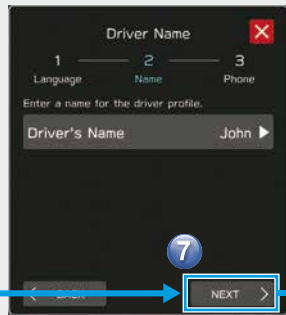 Driver Name
1 2 3
Language Name Phone
Enter a name for the driver profile.
Driver's Name John
7
BACK NEXT